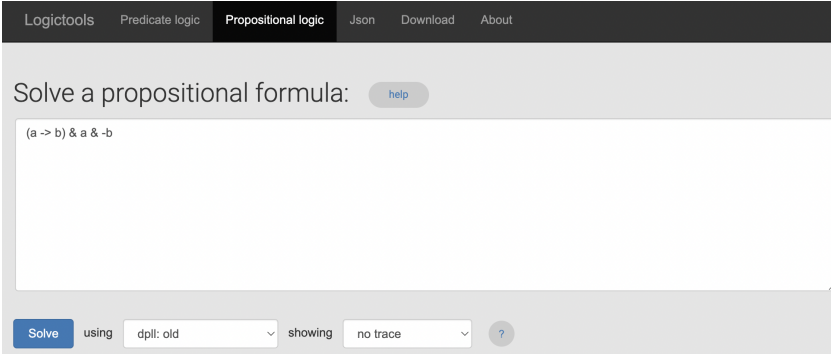 Logictools Predicate logic Propositional logic Json Download About
Solve a propositional formula: help
(a -> b) & a & -b
Solve using dpll: old showing no trace ?